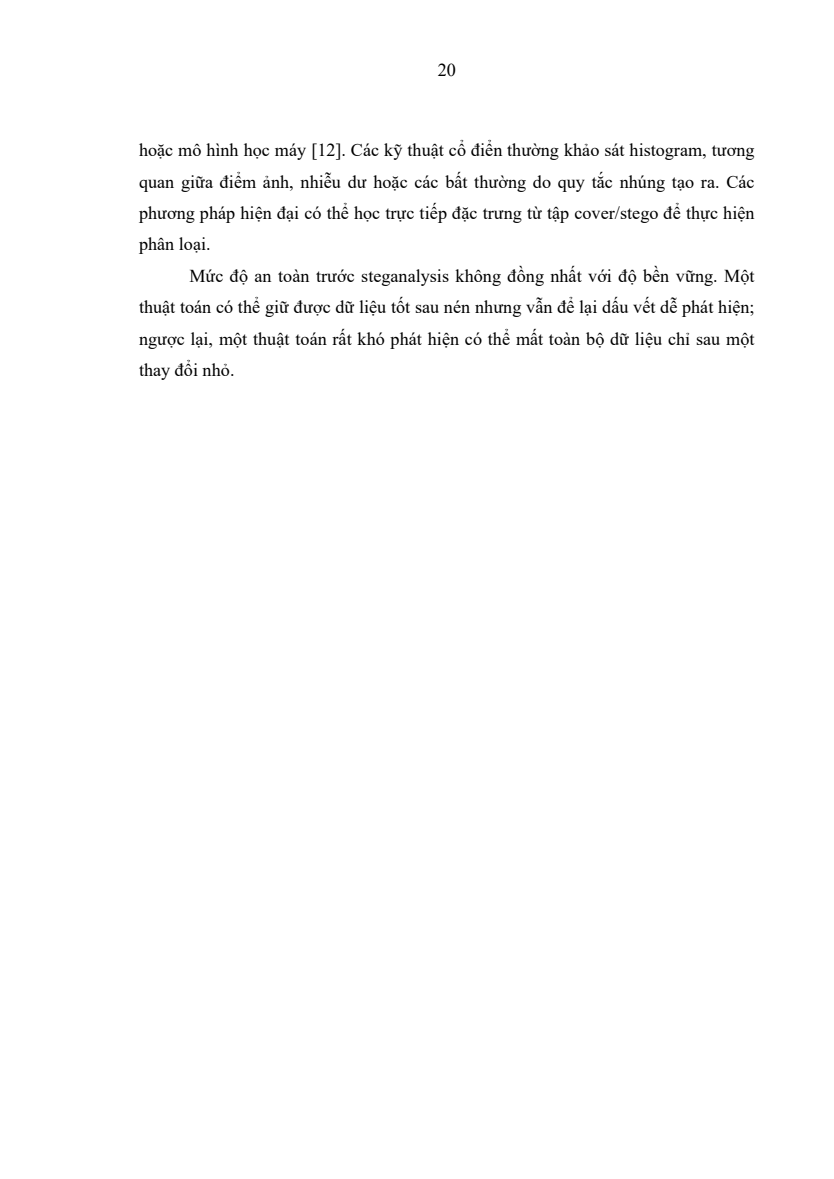 20
hoặc mô hình học máy [12]. Các kỹ thuật cổ điển thường khảo sát histogram, tương
quan giữa điểm ảnh, nhiễu dư hoặc các bất thường do quy tắc nhúng tạo ra. Các
phương pháp hiện đại có thể học trực tiếp đặc trưng từ tập cover/stego để thực hiện
phân loại.
Mức độ an toàn trước steganalysis không đồng nhất với độ bền vững. Một
thuật toán có thể giữ được dữ liệu tốt sau nén nhưng vẫn để lại dấu vết dễ phát hiện;
ngược lại, một thuật toán rất khó phát hiện có thể mất toàn bộ dữ liệu chỉ sau một
thay đổi nhỏ.